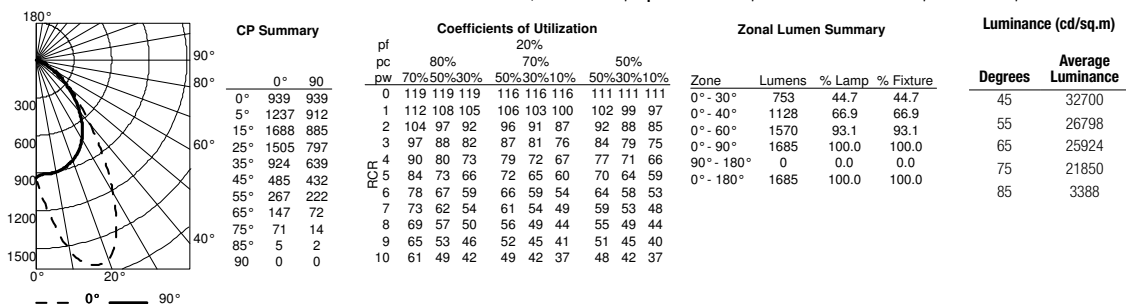 180°
90°
80°
300
600
60°
900
1200
40°
1500
0° 20°
0° 90°
CP Summary
0° 90
0° 939 939
5° 1237 912
15° 1688 885
25° 1505 797
35° 924 639
45° 485 432
55° 267 222
65° 147 72
75° 71 14
85° 5 2
90 0 0
Coefficients of Utilization
pf 20%
pc 80% 70% 50%
pw 70%50%30% 50%30%10% 50%30%10%
RCR
0 119 119 119 116 116 116 111 111 111
1 112 108 105 106 103 100 102 99 97
2 104 97 92 96 91 87 92 88 85
3 97 88 82 87 81 76 84 79 75
4 90 80 73 79 72 67 77 71 66
5 84 73 66 72 65 60 70 64 59
6 78 67 59 66 59 54 64 58 53
7 73 62 54 61 54 49 59 53 48
8 69 57 50 56 49 44 55 49 44
9 65 53 46 52 45 41 51 45 40
10 61 49 42 49 42 37 48 42 37
Zonal Lumen Summary
Zone Lumens % Lamp % Fixture
0° - 30° 753 44.7 44.7
0° - 40° 1128 66.9 66.9
0° - 60° 1570 93.1 93.1
0° - 90° 1685 100.0 100.0
90° - 180° 0 0.0 0.0
0° - 180° 1685 100.0 100.0
Luminance (cd/sq.m)
Degrees Average Luminance
45 32700
55 26798
65 25924
75 21850
85 3388